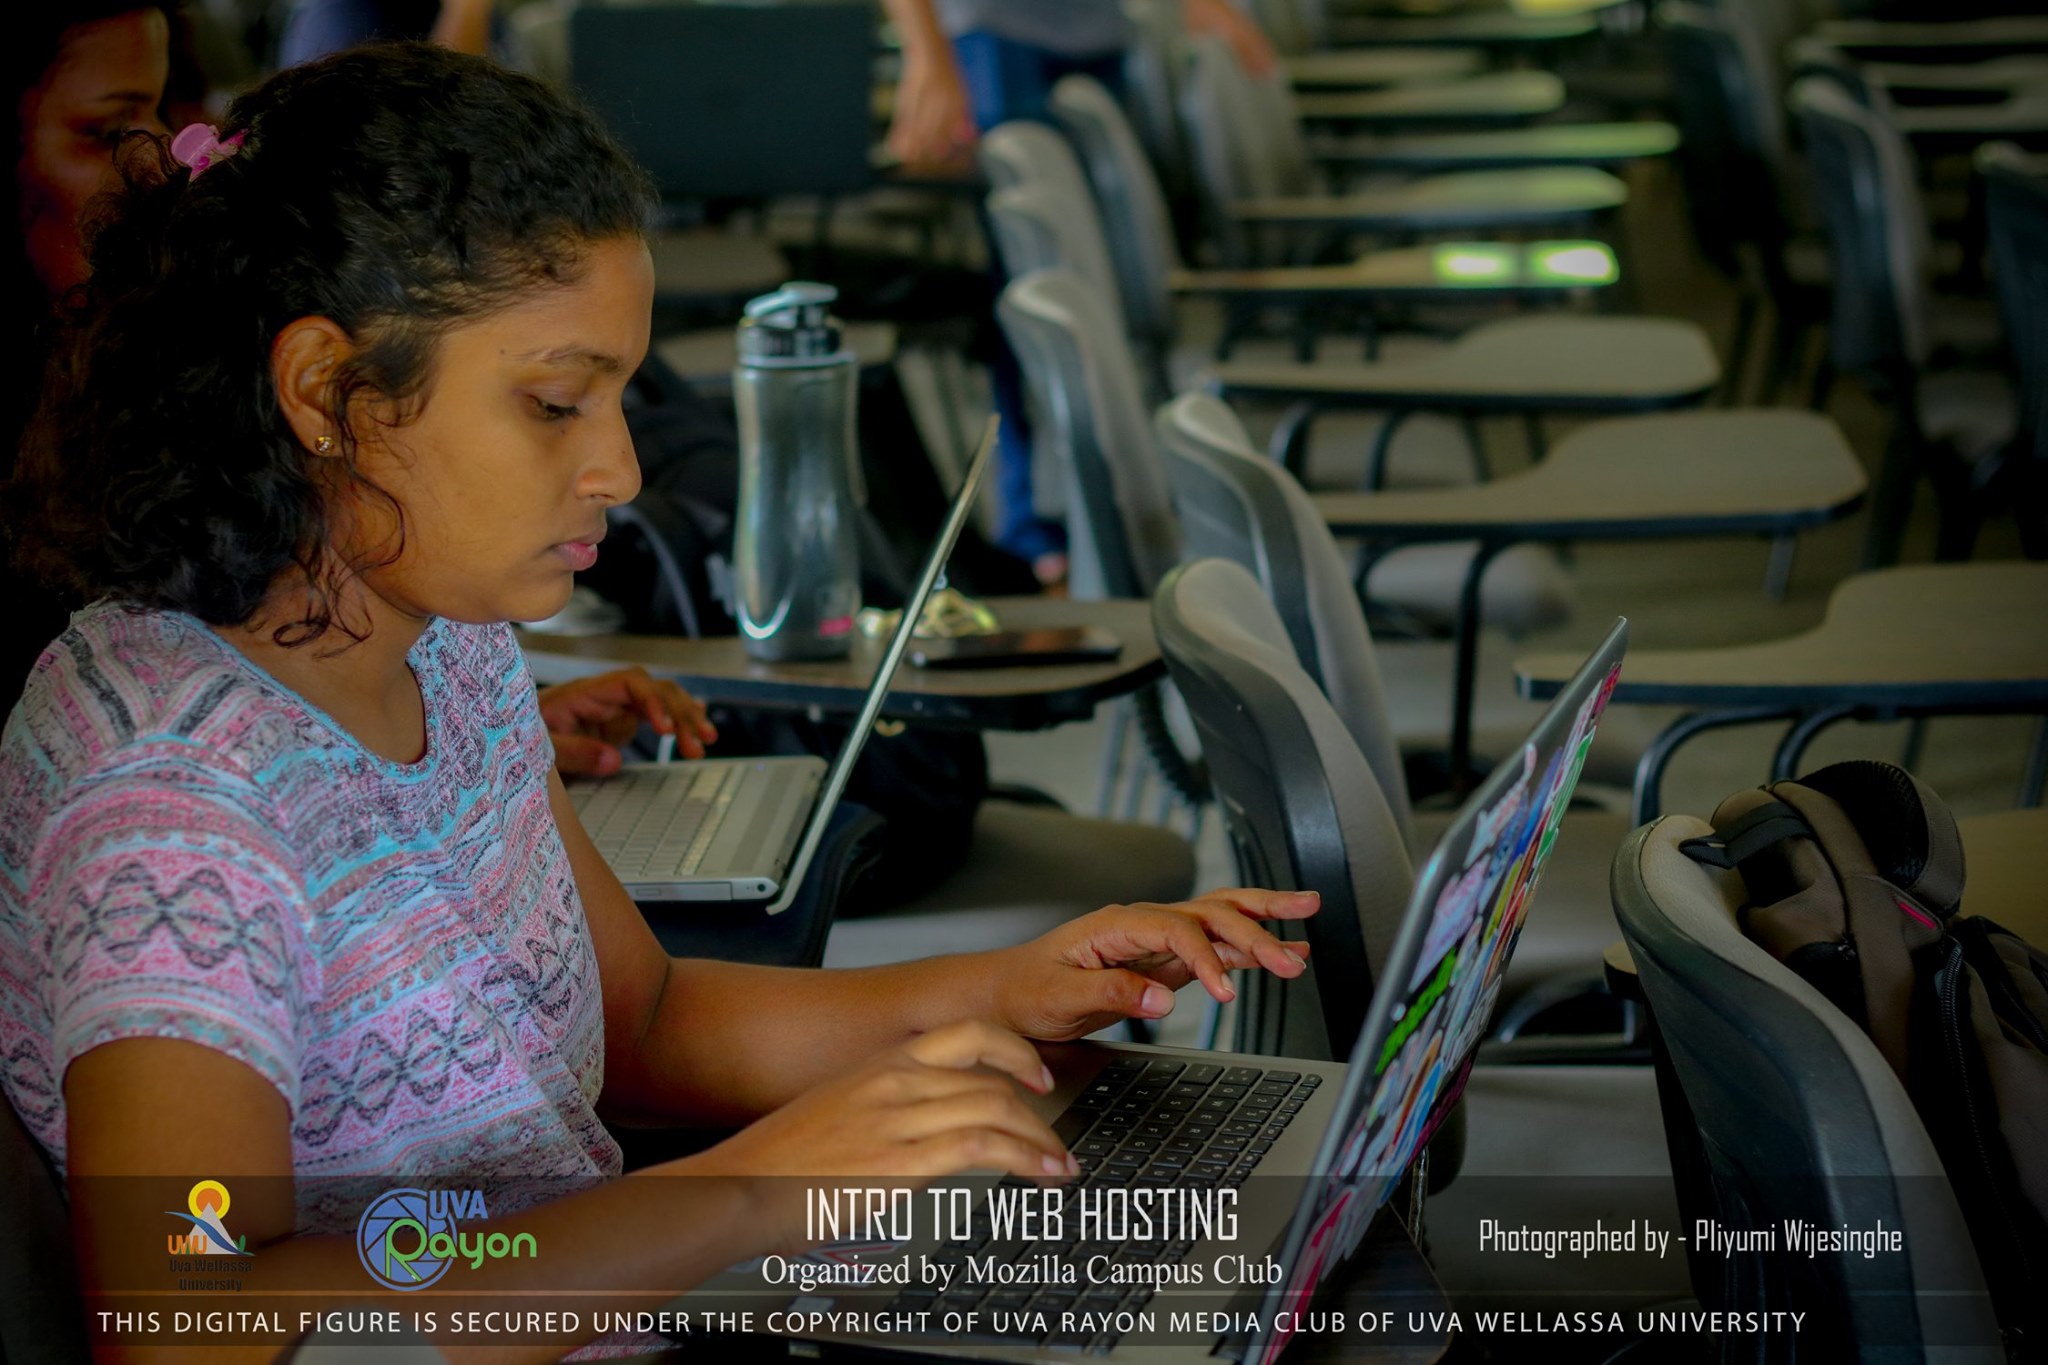 UWU
Uva Wellassa
University
UVA
Rayon
INTRO TO WEB HOSTING
Organized by Mozilla Campus Club
Photographed by - Pliyumi Wijesinghe
THIS DIGITAL FIGURE IS SECURED UNDER THE COPYRIGHT OF UVA RAYON MEDIA CLUB OF UVA WELLASSA UNIVERSITY